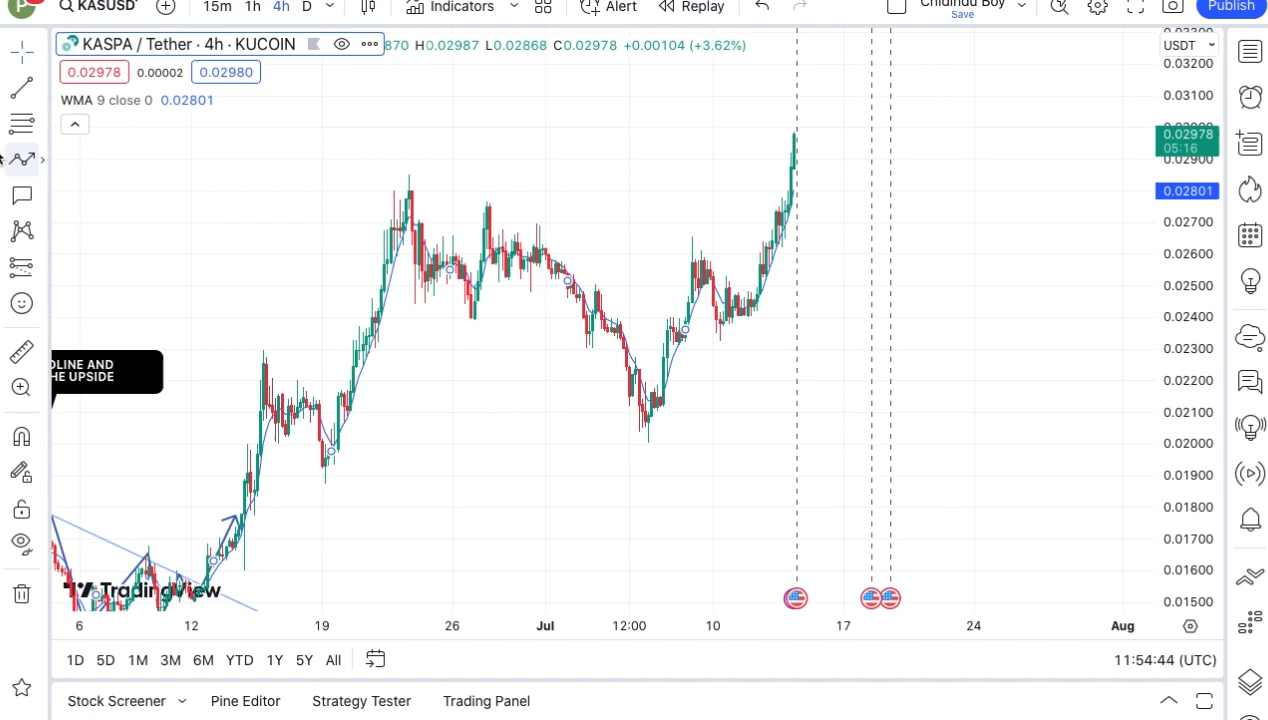 P
KASUSD
15m 1h 4h D
Indicators
Alert
Replay
Chidindu Boy
Save
Publish
KASPA / Tether · 4h · KUCOIN
870 H0.02987 L0.02868 C0.02978 +0.00104 (+3.62%)
USDT
0.02978 0.00002 0.02980
WMA 9 close 0 0.02801
0.03200
0.03100
0.02978
05:16
0.02900
0.02801
0.02700
0.02600
0.02500
0.02400
0.02300
0.02200
0.02100
0.02000
0.01900
0.01800
0.01700
0.01600
0.01500
DLINE AND
HE UPSIDE
TradingView
6 12 19 26 Jul 12:00 10 17 24 Aug
1D 5D 1M 3M 6M YTD 1Y 5Y All
11:54:44 (UTC)
Stock Screener Pine Editor Strategy Tester Trading Panel